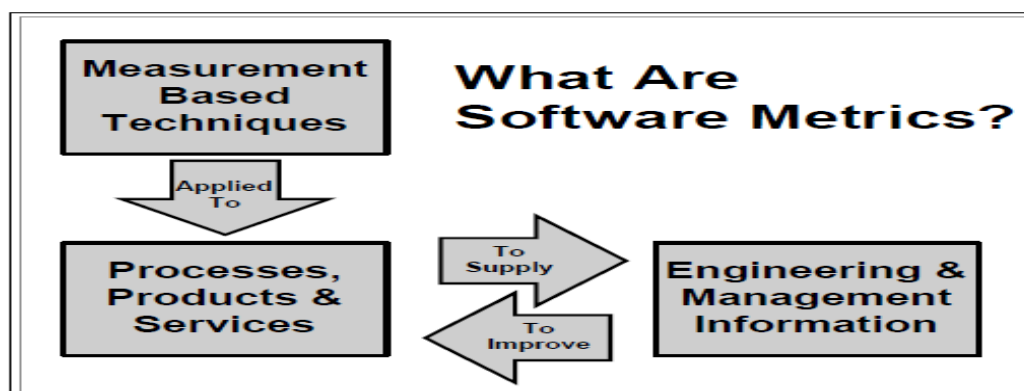 Measurement
Based
Techniques
What Are
Software Metrics?
Applied
To
Processes,
Products &
Services
To
Supply
To
Improve
Engineering &
Management
Information